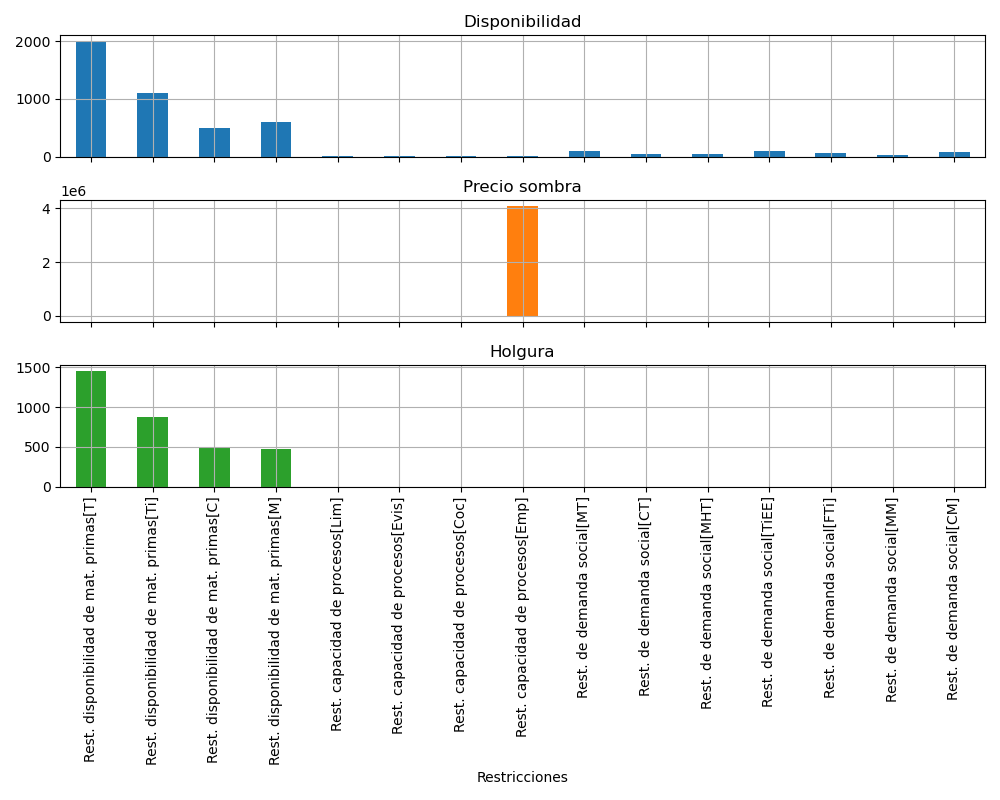 Disponibilidad
2000
1000
0
Precio sombra
1e6
4
2
0
Holgura
1500
1000
500
0
Rest. disponibilidad de mat. primas[T]
Rest. disponibilidad de mat. primas[Ti]
Rest. disponibilidad de mat. primas[C]
Rest. disponibilidad de mat. primas[M]
Rest. capacidad de procesos[Lim]
Rest. capacidad de procesos[Evis]
Rest. capacidad de procesos[Coc]
Rest. capacidad de procesos[Emp]
Rest. de demanda social[MT]
Rest. de demanda social[CT]
Rest. de demanda social[MHT]
Rest. de demanda social[TiEE]
Rest. de demanda social[FTi]
Rest. de demanda social[MM]
Rest. de demanda social[CM]
Restricciones